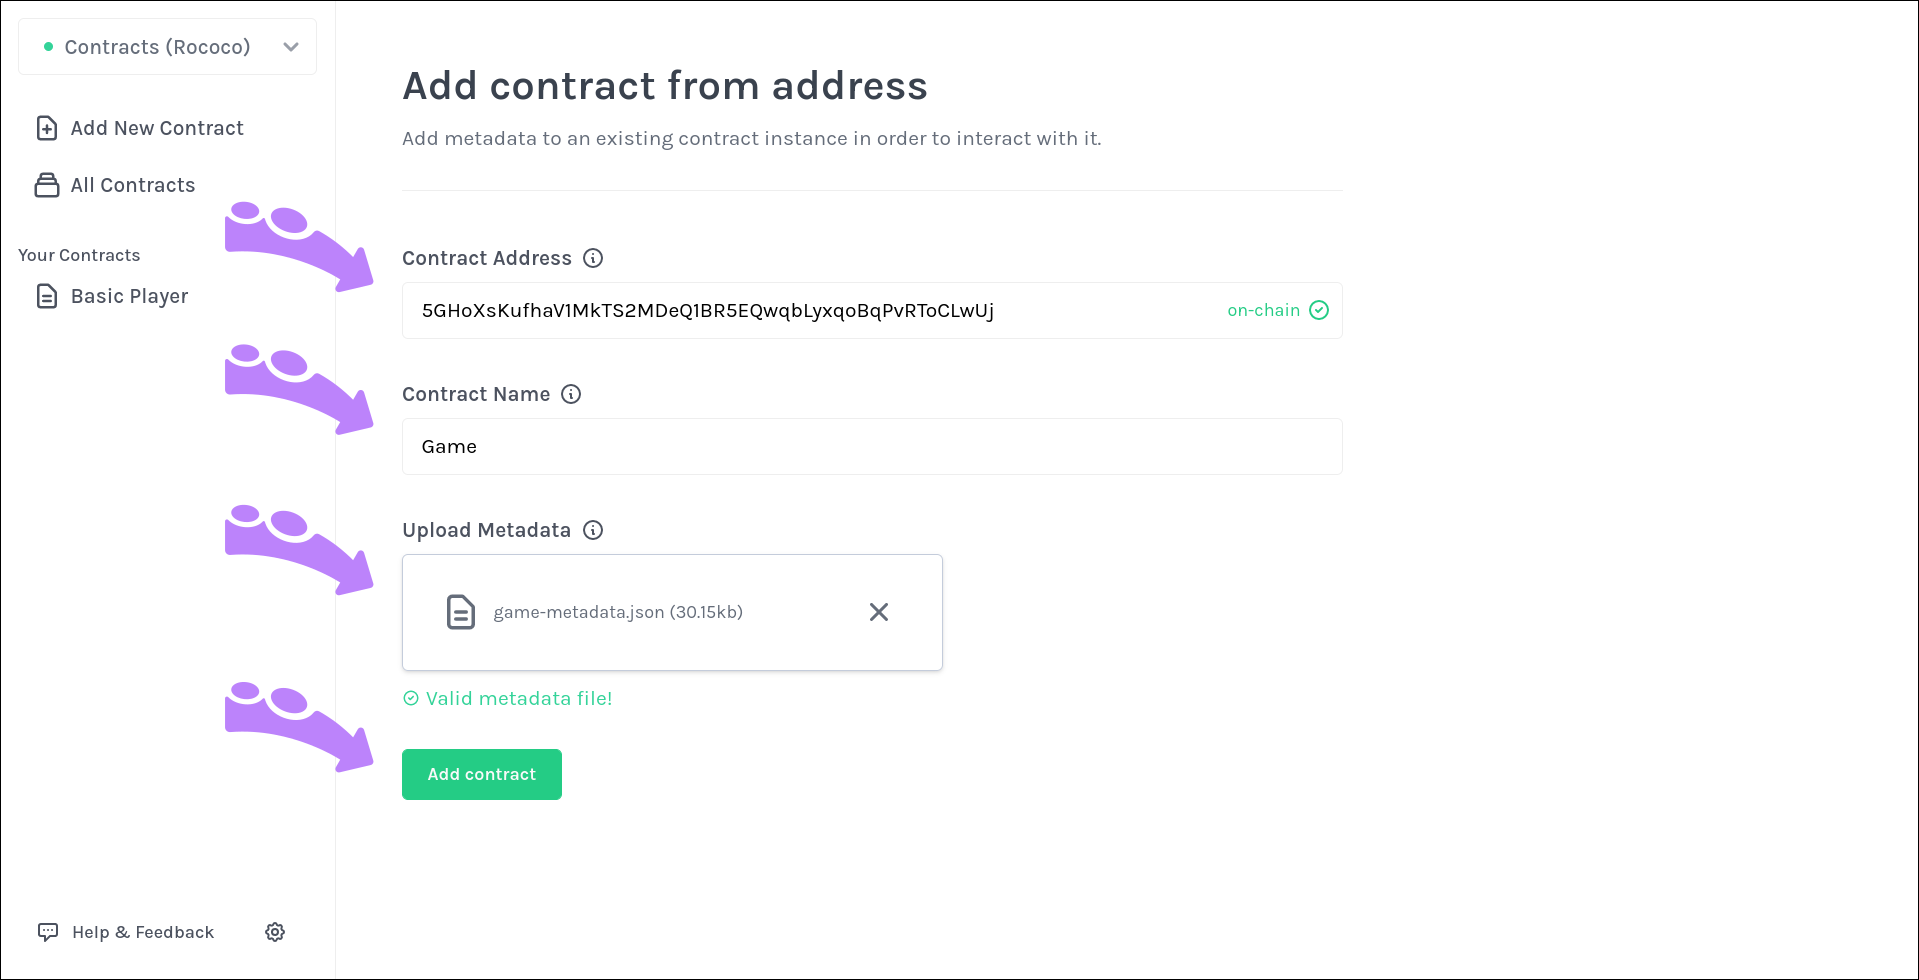 Contracts (Rococo)
Add New Contract
All Contracts
Your Contracts
Basic Player
Help & Feedback
Add contract from address
Add metadata to an existing contract instance in order to interact with it.
Contract Address
5GHoXsKufhaV1MkTS2MDeQ1BR5EQwqbLyxqoBqPvRToCLwUj on-chain
Contract Name
Game
Upload Metadata
game-metadata.json (30.15kb)
Valid metadata file!
Add contract